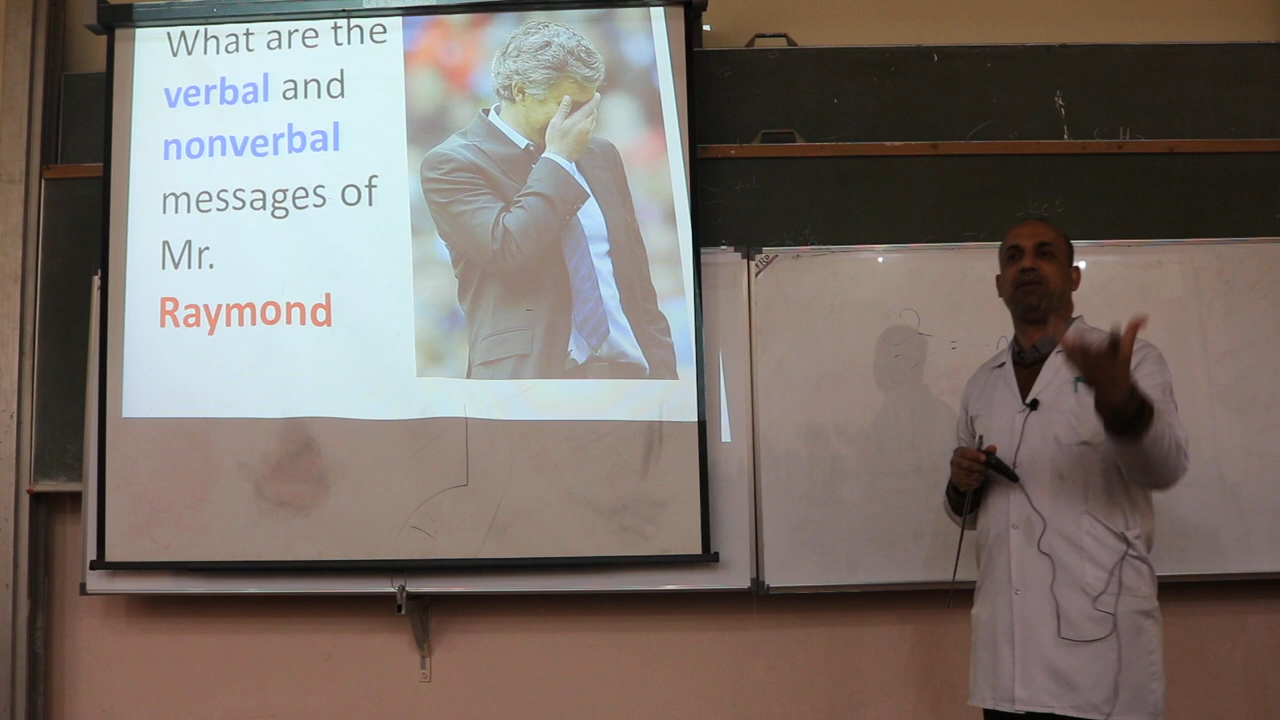 What are the
verbal and
nonverbal
messages of
Mr.
Raymond